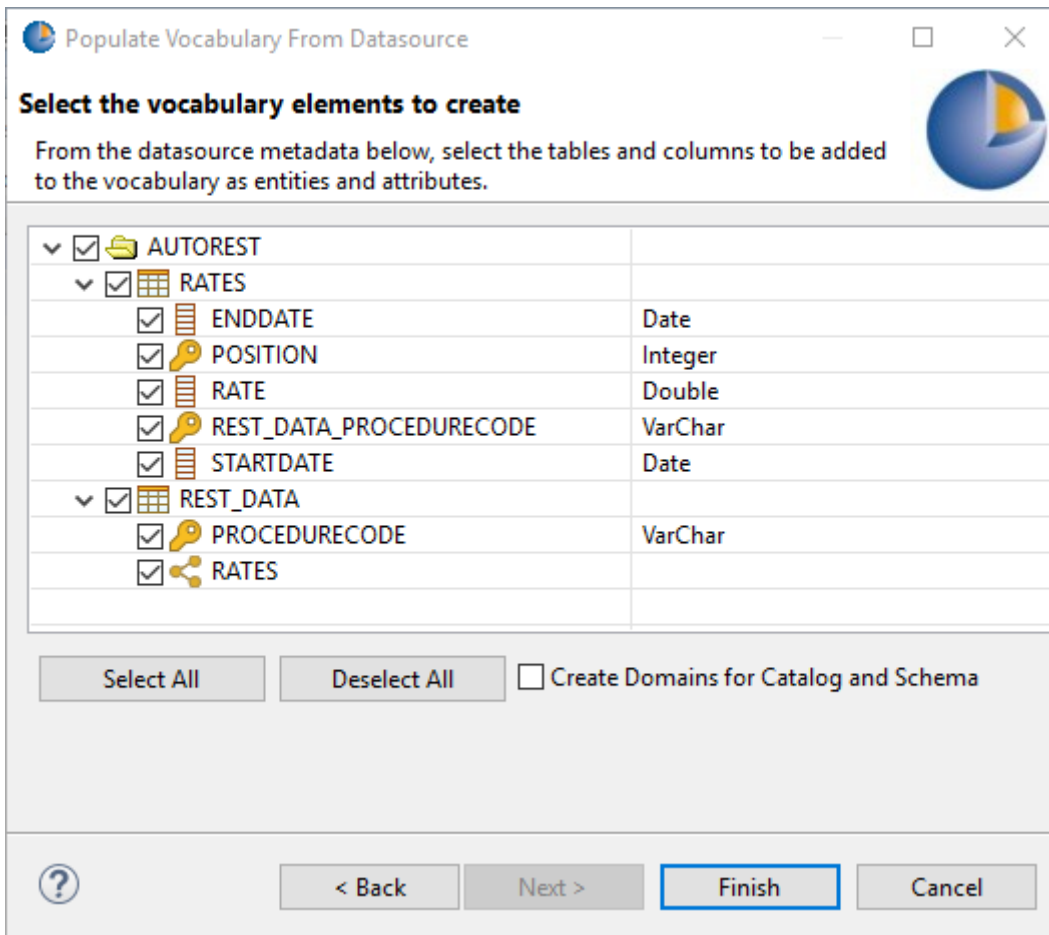 Populate Vocabulary From Datasource
Select the vocabulary elements to create
From the datasource metadata below, select the tables and columns to be added
to the vocabulary as entities and attributes.
AUTOREST
RATES
ENDDATE Date
POSITION Integer
RATE Double
REST_DATA_PROCEDURECODE VarChar
STARTDATE Date
REST_DATA
PROCEDURECODE VarChar
RATES
Select All Deselect All Create Domains for Catalog and Schema
? < Back Next > Finish Cancel